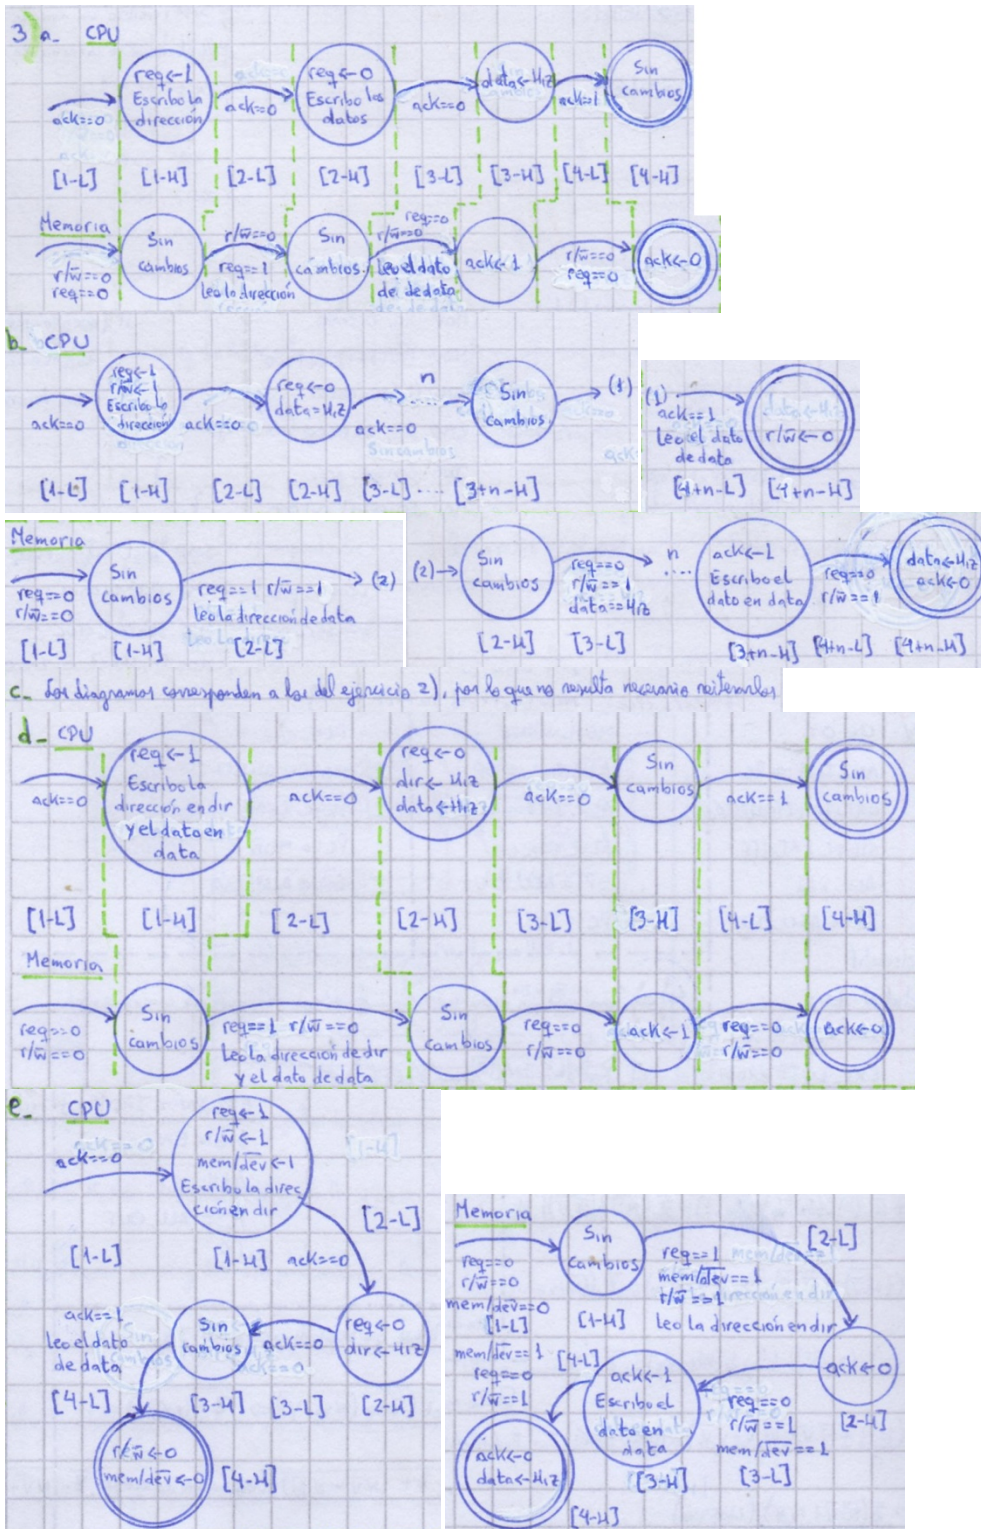 3) a_ CPU
ack==0
req<-1
Escribo la
dirección
ack==0
req<-0
Escribo los
datos
ack==0
data<-HiZ
ack==1
Sin
cambios
[1-L] [1-H] [2-L] [2-H] [3-L] [3-H] [4-L] [4-H]
Memoria
r/w̅==0
req==0
Sin
cambios
r/w̅==0
req==1
Leo la dirección
Sin
cambios
req==0
r/w̅==0
Leo el dato
de data
ack<-1
r/w̅==0
req==0
ack<-0
b_ CPU
ack==0
req<-1
r/w̅<-1
Escribo la
dirección
ack==0
req<-0
data=HiZ
ack==0
n
....
Sin
cambios
(1)
[1-L] [1-H] [2-L] [2-H] [3-L] .... [3+n-H]
(1)
ack==1
Leo el dato
de data
r/w̅<-0
[4+n-L] [4+n-H]
Memoria
req==0
r/w̅==0
Sin
cambios
req==1 r/w̅==1
Leo la dirección de data
(2)
[1-L] [1-H] [2-L]
(2)
Sin
cambios
req==0
r/w̅==1
data==HiZ
n
....
ack<-1
Escribo el
dato en data
req==0
r/w̅==1
data<-HiZ
ack<-0
[2-H] [3-L] [3+n-H] [4+n-L] [4+n-H]
c_ Los diagramas corresponden a los del ejercicio 2), por lo que no resulta necesario reiterarlos
d_ CPU
ack==0
req<-1
Escribo la
dirección en dir
y el dato en
data
ack==0
req<-0
dir<-HiZ
data<-HiZ
ack==0
Sin
cambios
ack==1
Sin
cambios
[1-L] [1-H] [2-L] [2-H] [3-L] [3-H] [4-L] [4-H]
Memoria
req==0
r/w̅==0
Sin
cambios
req==1 r/w̅==0
Leo la dirección de dir
y el dato de data
Sin
cambios
req==0
r/w̅==0
ack<-1
req==0
r/w̅==0
ack<-0
e_ CPU
ack==0
req<-1
r/w̅<-1
mem/d̅e̅v̅<-1
Escribo la direc
ción en dir
[1-L] [1-H]
ack==0
[2-L]
req<-0
dir<-HiZ
[2-H]
ack==0
[3-L]
Sin
cambios
[3-H]
ack==1
Leo el dato
de data
[4-L]
r/w̅<-0
mem/d̅e̅v̅<-0
[4-H]
Memoria
req==0
r/w̅==0
mem/dev==0
[1-L]
Sin
cambios
[1-H]
[2-L]
req==1
mem/d̅e̅v̅==1
r/w̅==1
Leo la dirección en dir
ack<-0
[2-H]
req==0
r/w̅==1
mem/d̅e̅v̅==1
[3-L]
ack<-1
Escribo el
dato en
data
[3-H]
[4-L]
mem/dev==1
req==0
r/w̅==1
ack<-0
data<-HiZ
[4-H]